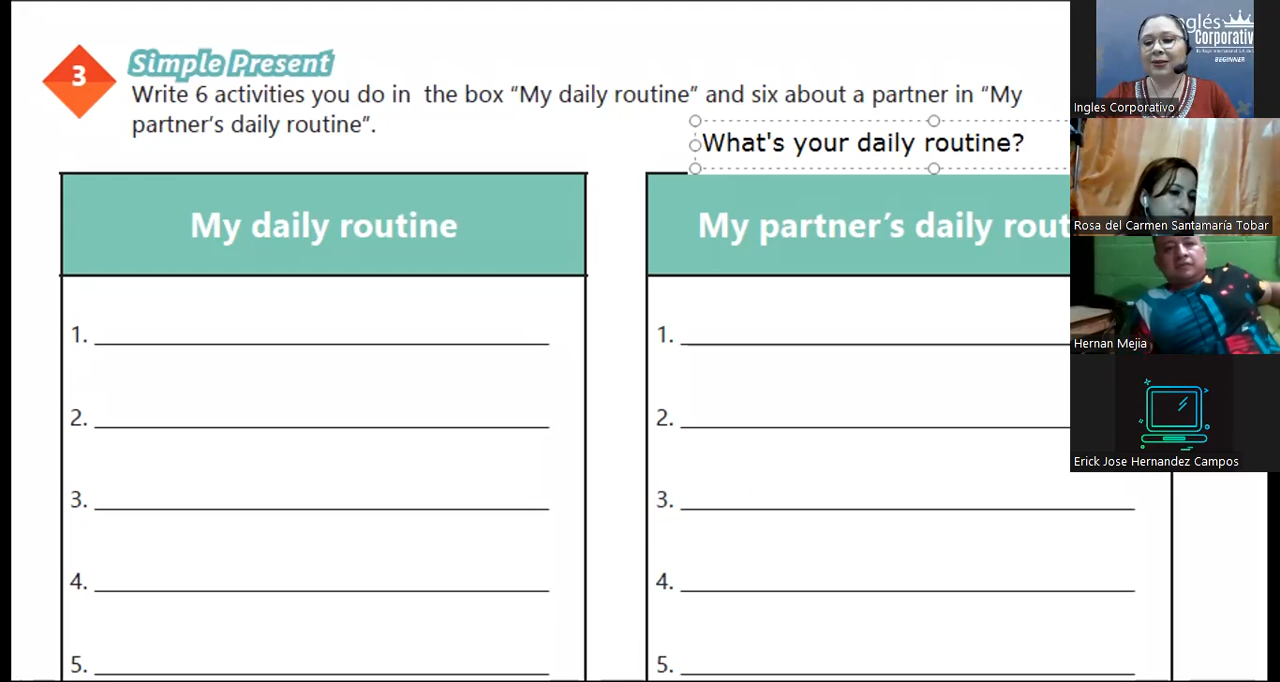 3
Simple Present
Write 6 activities you do in the box “My daily routine” and six about a partner in “My
partner’s daily routine”.
What's your daily routine?
My daily routine
My partner’s daily rout
1.
2.
3.
4.
5.
1.
2.
3.
4.
5.
Inglés
Corporativ
BEGINNER
Ingles Corporativo
Rosa del Carmen Santamaría Tobar
Hernan Mejia
Erick Jose Hernandez Campos